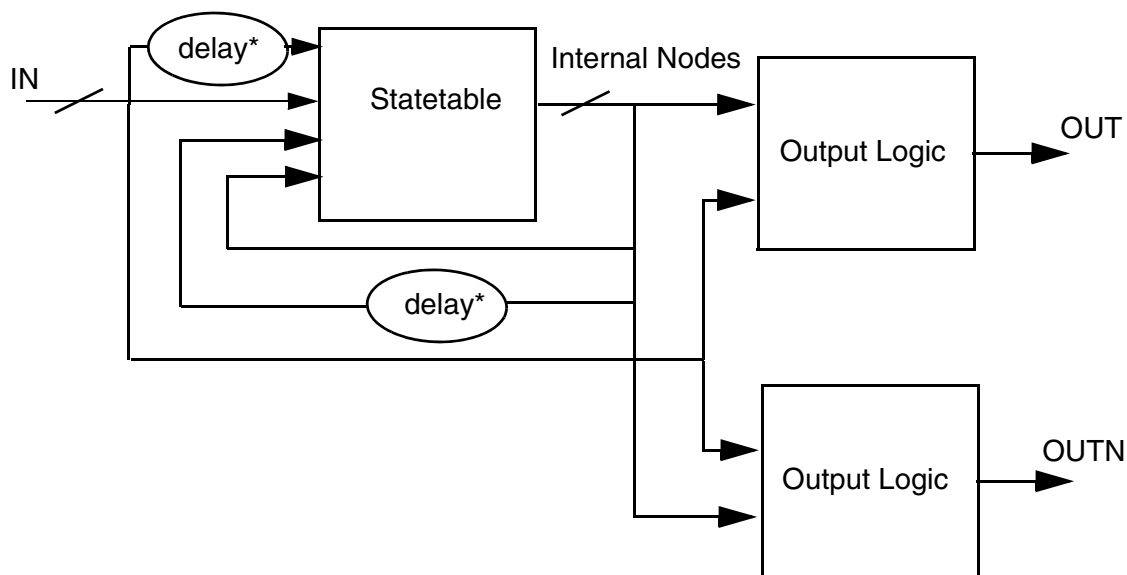 delay*
IN
Statetable
Internal Nodes
Output Logic
OUT
delay*
Output Logic
OUTN